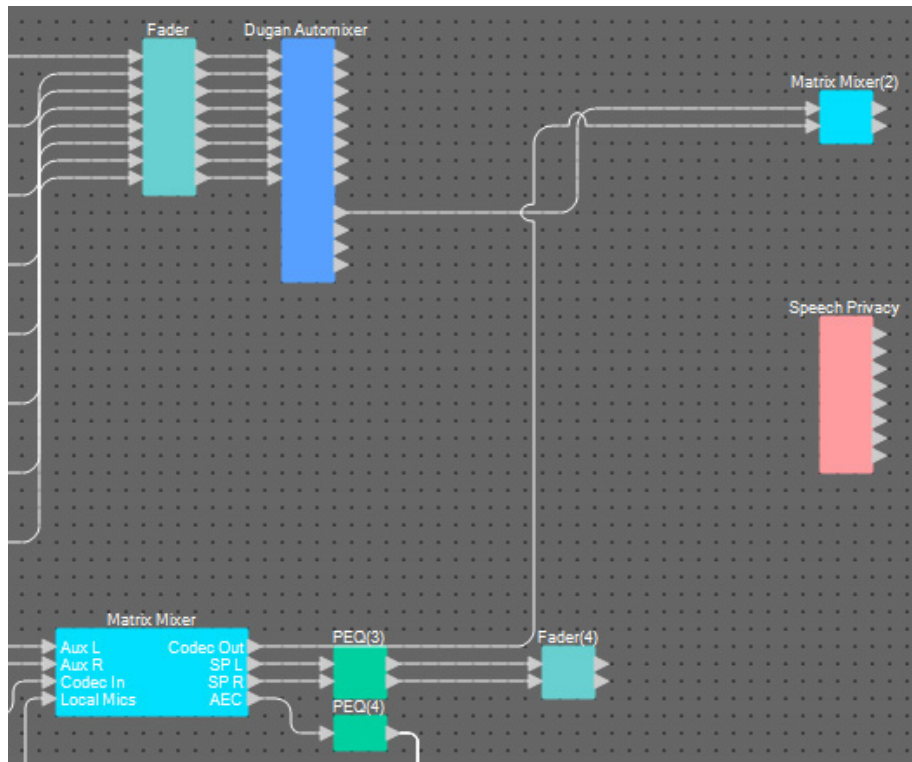 Fader
Dugan Automixer
Matrix Mixer(2)
Speech Privacy
Matrix Mixer
Aux L
Codec Out
Aux R
SP L
Codec In
SP R
Local Mics
AEC
PEQ(3)
Fader(4)
PEQ(4)